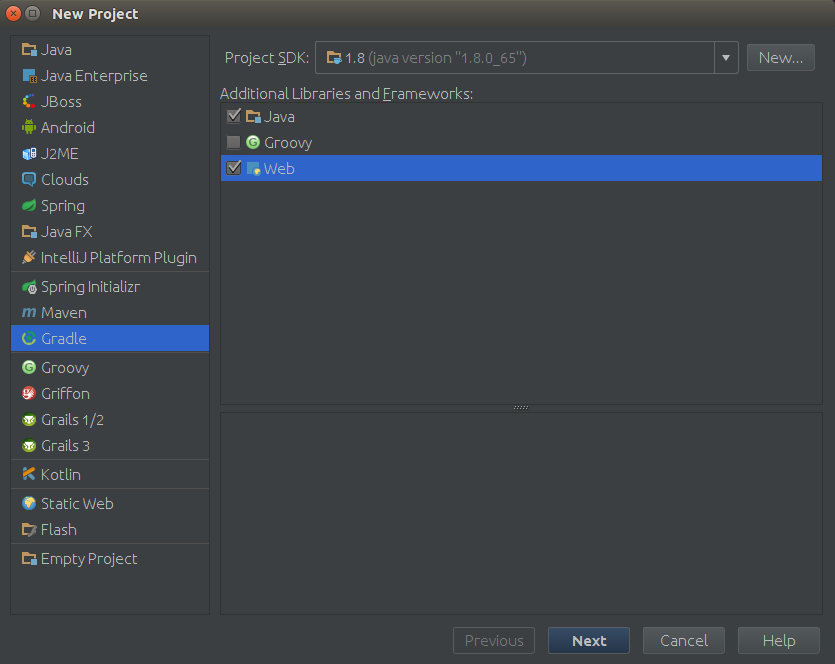 New Project
Java
Java Enterprise
JBoss
Android
J2ME
Clouds
Spring
Java FX
IntelliJ Platform Plugin
Spring Initializr
m Maven
Gradle
G Groovy
Griffon
Grails 1/2
Grails 3
Kotlin
Static Web
Flash
Empty Project
Project SDK: 1.8 (java version "1.8.0_65") New...
Additional Libraries and Frameworks:
Java
G Groovy
Web
Previous Next Cancel Help